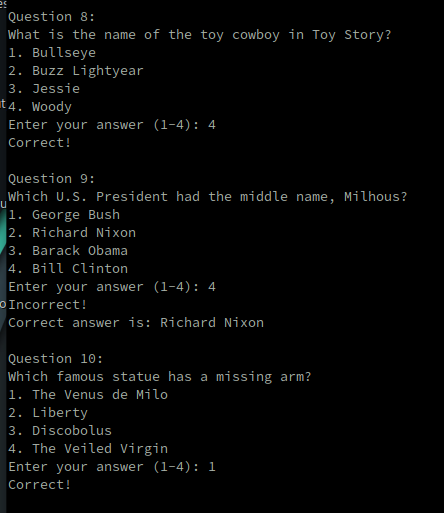 Question 8:
What is the name of the toy cowboy in Toy Story?
1. Bullseye
2. Buzz Lightyear
3. Jessie
4. Woody
Enter your answer (1-4): 4
Correct!
Question 9:
Which U.S. President had the middle name, Milhous?
1. George Bush
2. Richard Nixon
3. Barack Obama
4. Bill Clinton
Enter your answer (1-4): 4
Incorrect!
Correct answer is: Richard Nixon
Question 10:
Which famous statue has a missing arm?
1. The Venus de Milo
2. Liberty
3. Discobolus
4. The Veiled Virgin
Enter your answer (1-4): 1
Correct!